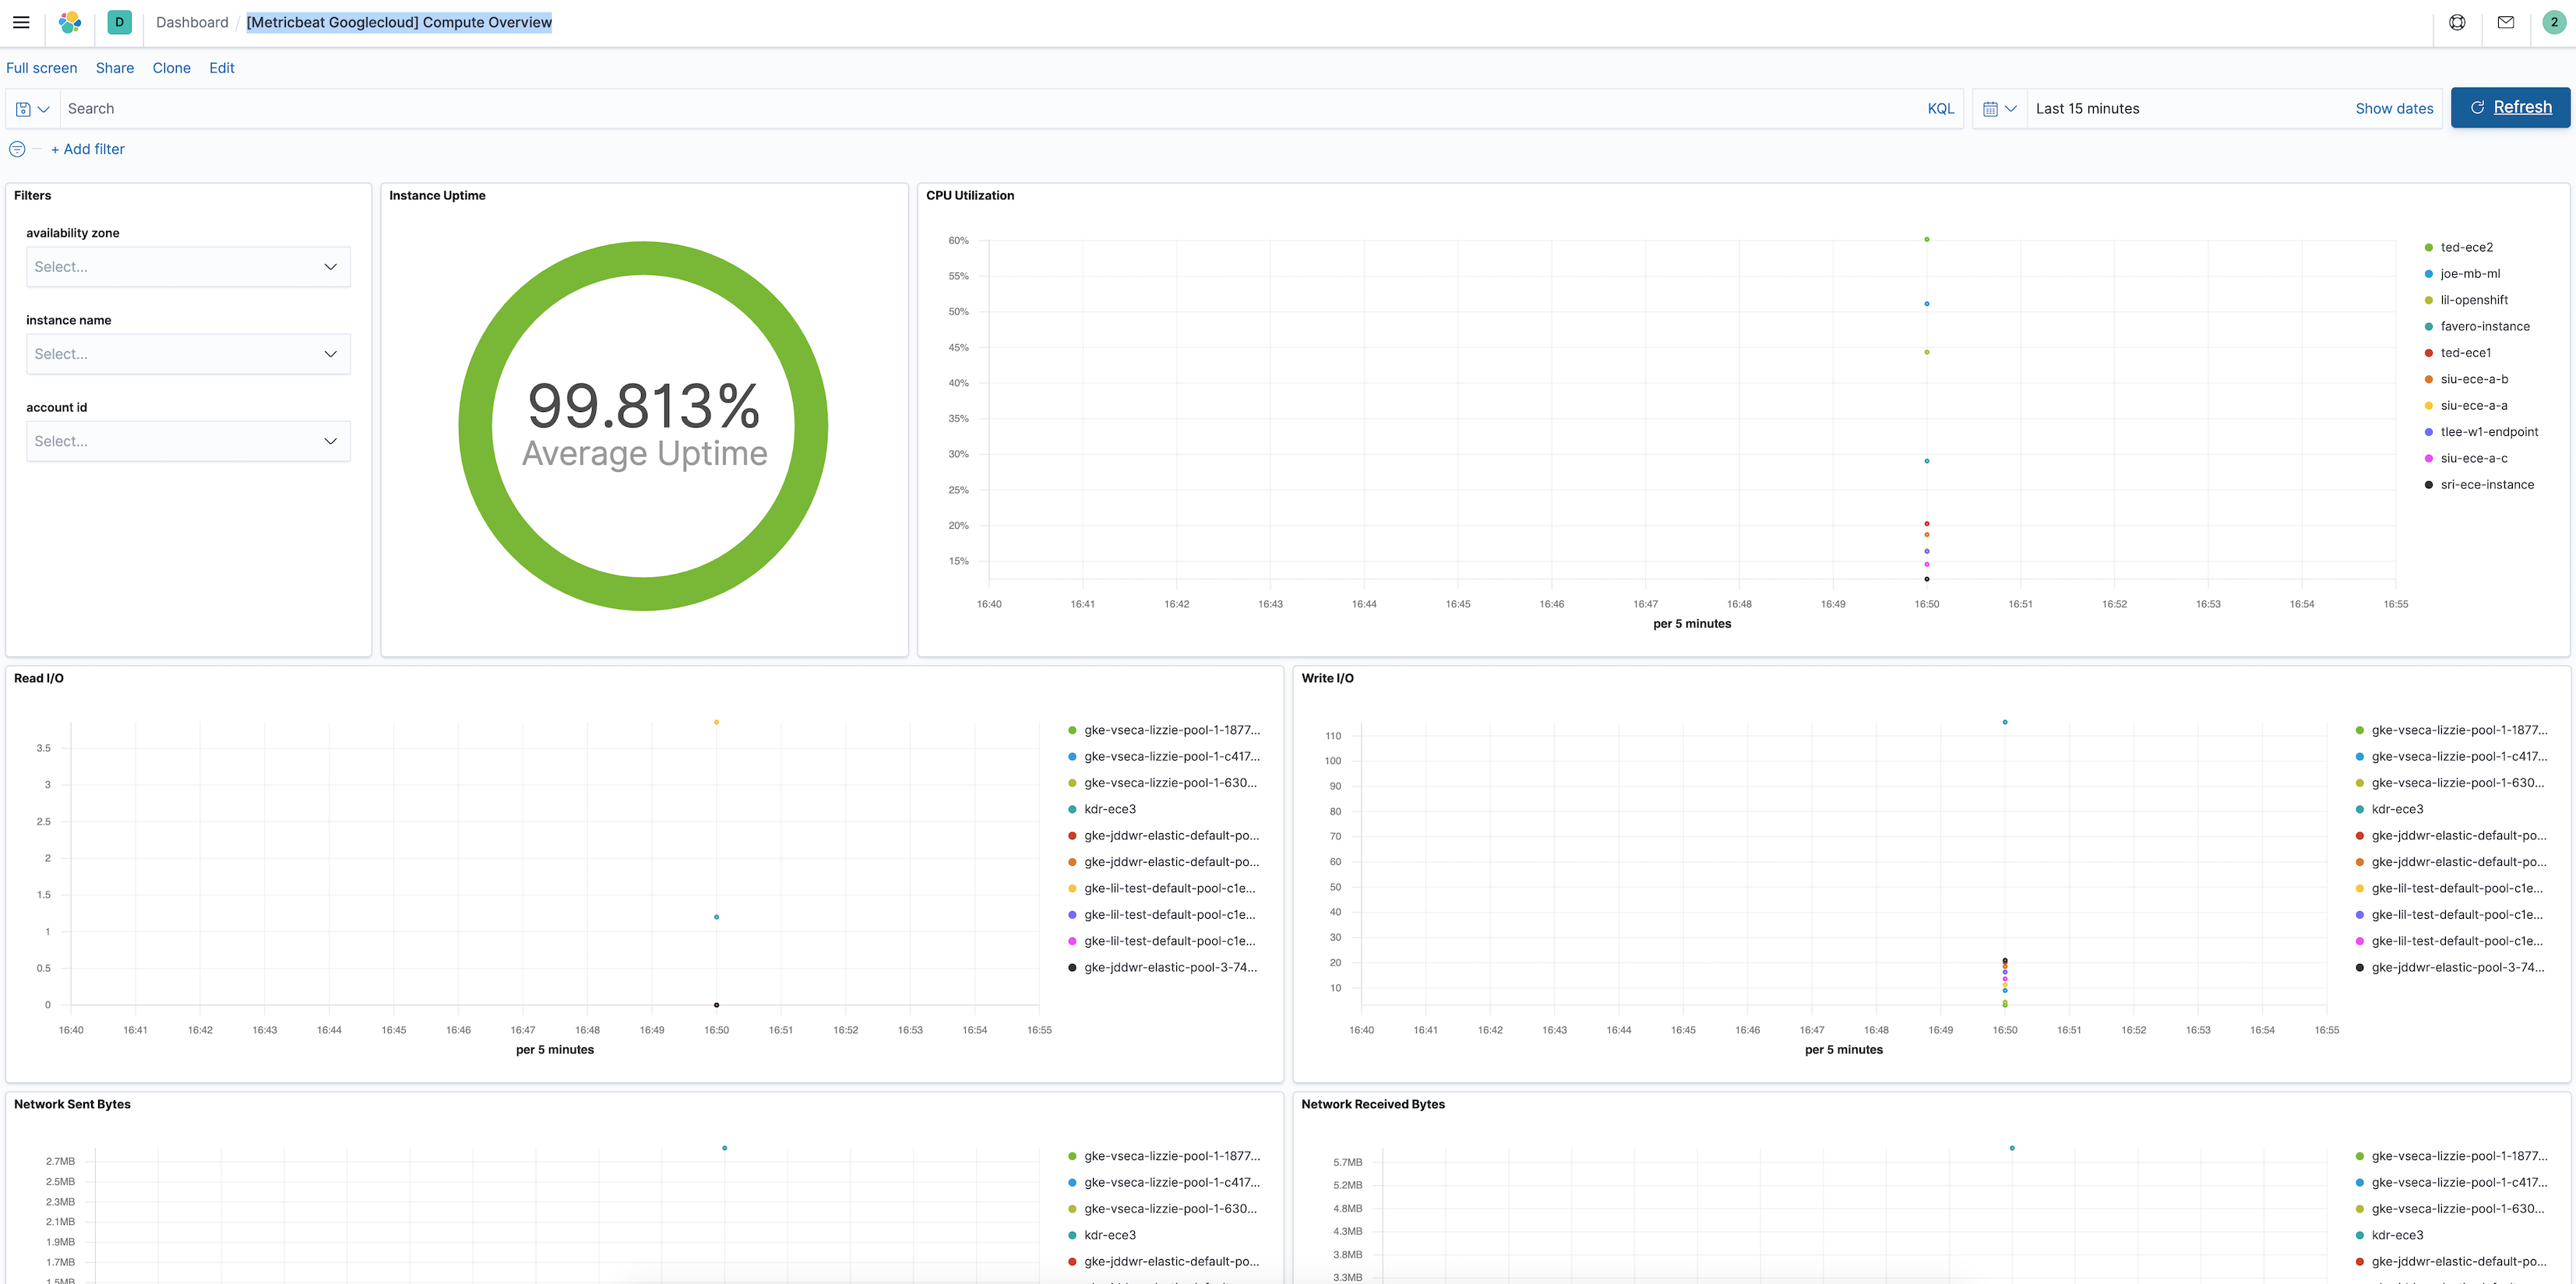 D Dashboard / [Metricbeat Googlecloud] Compute Overview 2
Full screen Share Clone Edit
Search KQL Last 15 minutes Show dates Refresh
+ Add filter
Filters
availability zone
Select...
instance name
Select...
account id
Select...
Instance Uptime
99.813%
Average Uptime
CPU Utilization
60%
55%
50%
45%
40%
35%
30%
25%
20%
15%
16:40 16:41 16:42 16:43 16:44 16:45 16:46 16:47 16:48 16:49 16:50 16:51 16:52 16:53 16:54 16:55
per 5 minutes
ted-ece2
joe-mb-ml
lil-openshift
favero-instance
ted-ece1
siu-ece-a-b
siu-ece-a-a
tlee-w1-endpoint
siu-ece-a-c
sri-ece-instance
Read I/O
3.5
3
2.5
2
1.5
1
0.5
0
16:40 16:41 16:42 16:43 16:44 16:45 16:46 16:47 16:48 16:49 16:50 16:51 16:52 16:53 16:54 16:55
per 5 minutes
gke-vseca-lizzie-pool-1-1877...
gke-vseca-lizzie-pool-1-c417...
gke-vseca-lizzie-pool-1-630...
kdr-ece3
gke-jddwr-elastic-default-po...
gke-jddwr-elastic-default-po...
gke-lil-test-default-pool-c1e...
gke-lil-test-default-pool-c1e...
gke-lil-test-default-pool-c1e...
gke-jddwr-elastic-pool-3-74...
Write I/O
110
100
90
80
70
60
50
40
30
20
10
16:40 16:41 16:42 16:43 16:44 16:45 16:46 16:47 16:48 16:49 16:50 16:51 16:52 16:53 16:54 16:55
per 5 minutes
gke-vseca-lizzie-pool-1-1877...
gke-vseca-lizzie-pool-1-c417...
gke-vseca-lizzie-pool-1-630...
kdr-ece3
gke-jddwr-elastic-default-po...
gke-jddwr-elastic-default-po...
gke-lil-test-default-pool-c1e...
gke-lil-test-default-pool-c1e...
gke-lil-test-default-pool-c1e...
gke-jddwr-elastic-pool-3-74...
Network Sent Bytes
2.7MB
2.5MB
2.3MB
2.1MB
1.9MB
1.7MB
1.5MB
gke-vseca-lizzie-pool-1-1877...
gke-vseca-lizzie-pool-1-c417...
gke-vseca-lizzie-pool-1-630...
kdr-ece3
gke-jddwr-elastic-default-po...
Network Received Bytes
5.7MB
5.2MB
4.8MB
4.3MB
3.8MB
3.3MB
gke-vseca-lizzie-pool-1-1877...
gke-vseca-lizzie-pool-1-c417...
gke-vseca-lizzie-pool-1-630...
kdr-ece3
gke-jddwr-elastic-default-po...